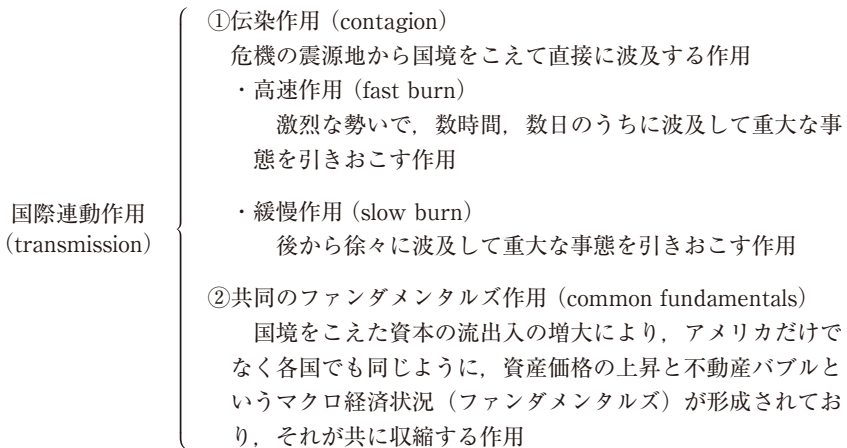 ①伝染作用(contagion)
危機の震源地から国境をこえて直接に波及する作用
・高速作用(fast burn)
激烈な勢いで，数時間，数日のうちに波及して重大な事
態を引きおこす作用
国際連動作用
(transmission)
・緩慢作用(slow burn)
後から徐々に波及して重大な事態を引きおこす作用
②共同のファンダメンタルズ作用(common fundamentals)
国境をこえた資本の流出入の増大により，アメリカだけで
なく各国でも同じように，資産価格の上昇と不動産バブルと
いうマクロ経済状況（ファンダメンタルズ）が形成されてお
り，それが共に収縮する作用